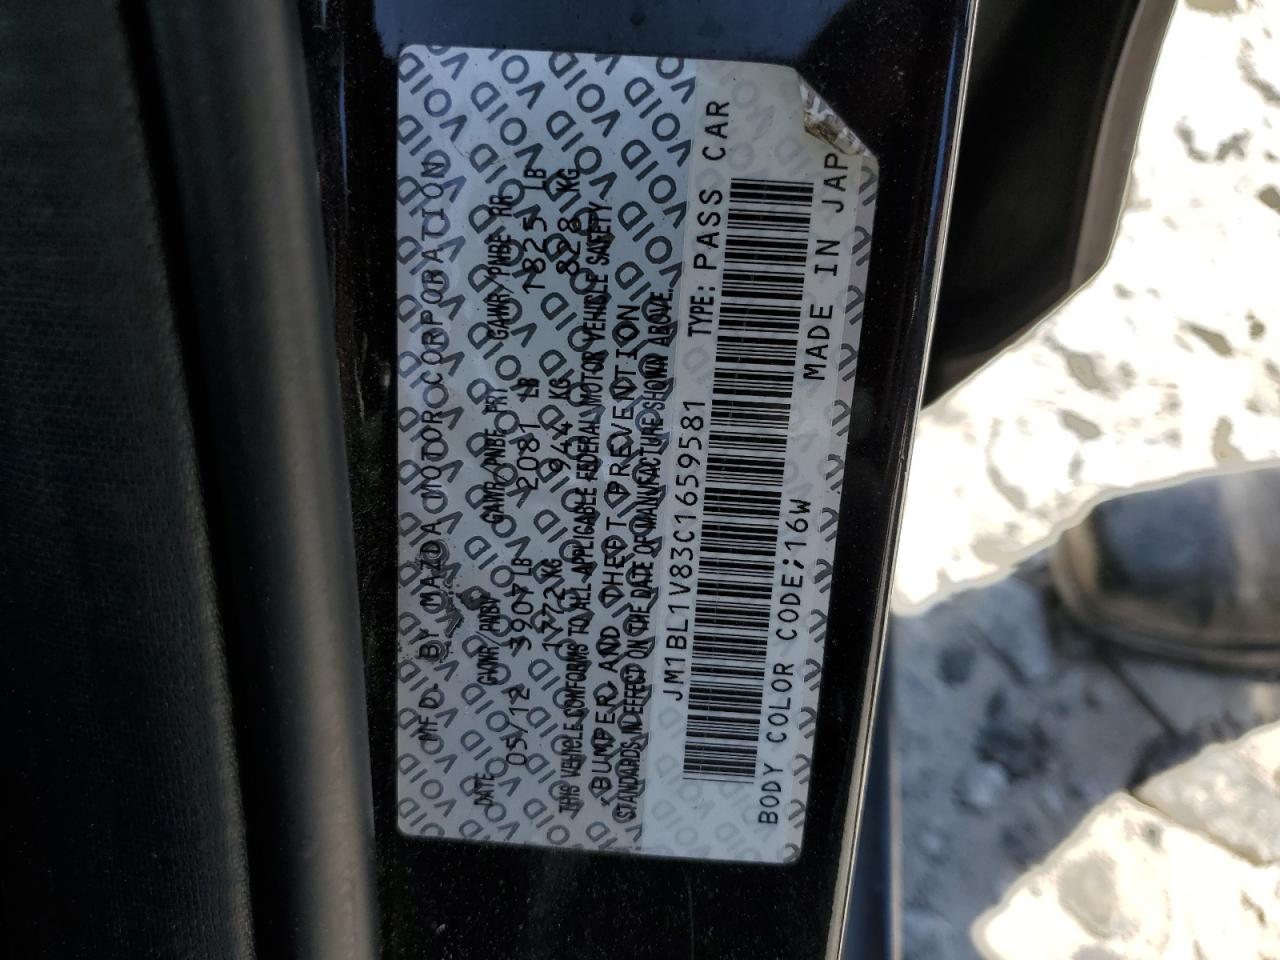 MFD BY MAZDA MOTOR CORPORATION
DATE GVWR/PNBV GAWR/PNBE FRT GAWR/PNBE RR
05/12 3907 LB 2081 LB 1825 LB
1772 KG 944 KG 828 KG
THIS VEHICLE COMFORMS TO ALL APPLICABLE FEDERAL MOTOR VEHICLE SAFETY
BUMPER AND THEFT PREVENTION
STANDARDS IN EFFECT ON THE DATE OF MANUFACTURE SHOWN ABOVE.
JM1BL1V83C1659581 TYPE: PASS CAR
BODY COLOR CODE;16W MADE IN JAP